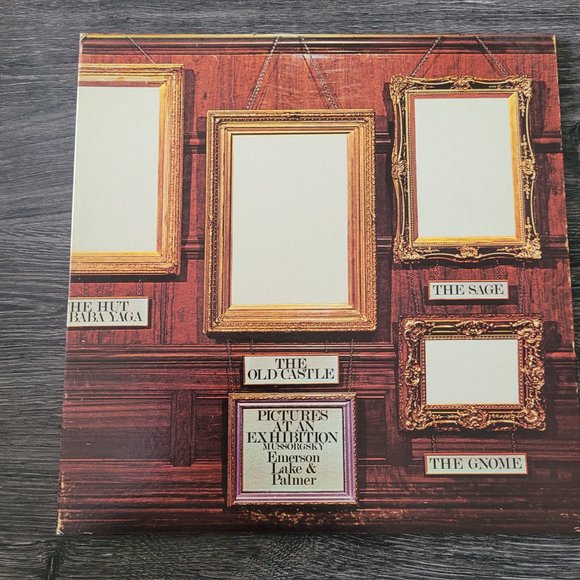 HE HUT
BABA YAGA
THE
OLD CASTLE
THE SAGE
PICTURES
AT AN
EXHIBITION
MUSSORGSKY
Emerson
Lake &
Palmer
THE GNOME